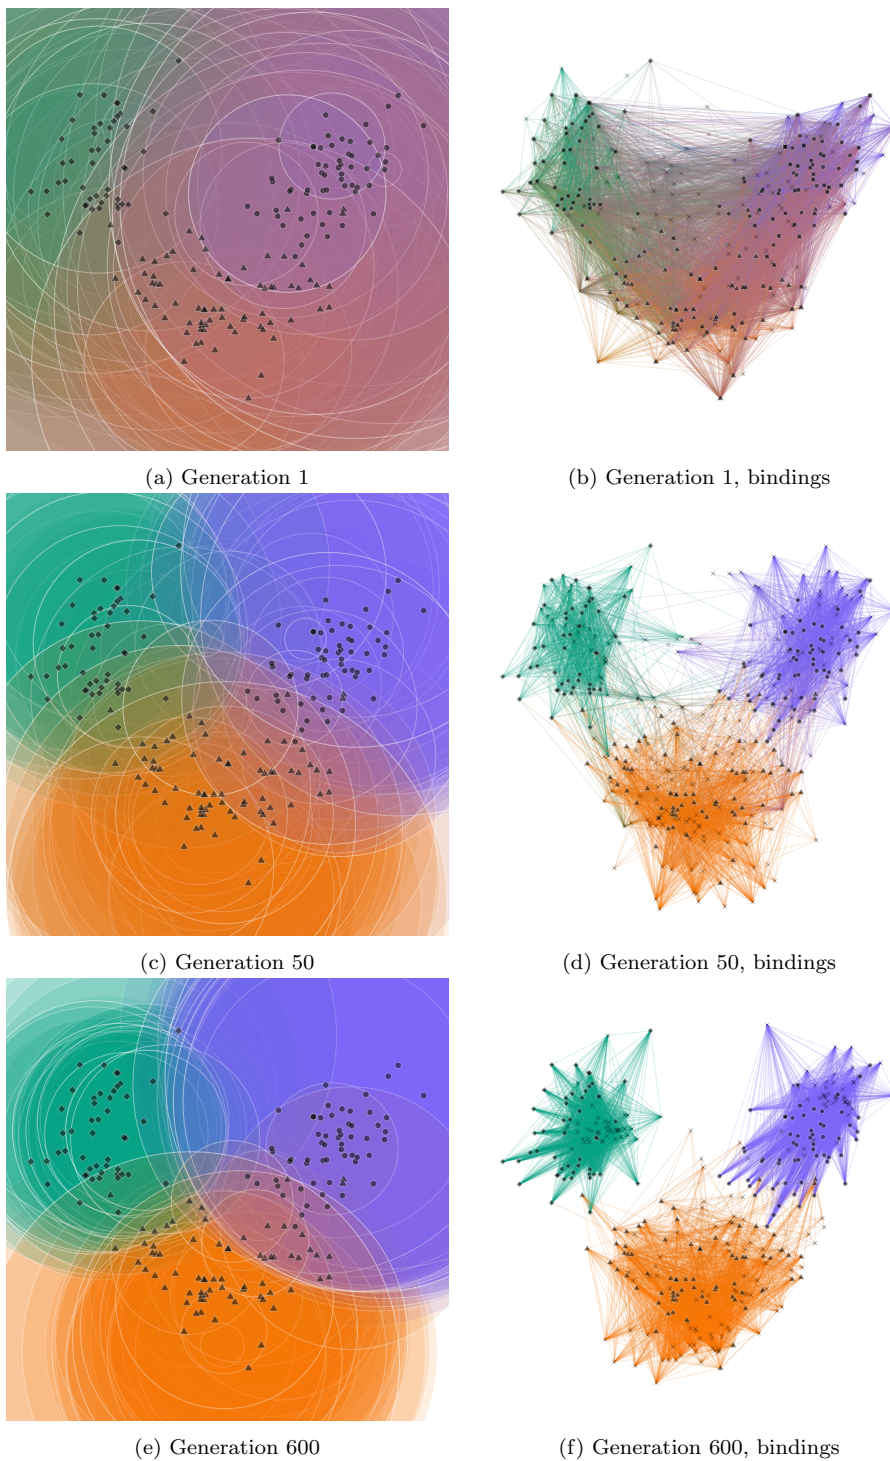 (a) Generation 1
(b) Generation 1, bindings
(c) Generation 50
(d) Generation 50, bindings
(e) Generation 600
(f) Generation 600, bindings